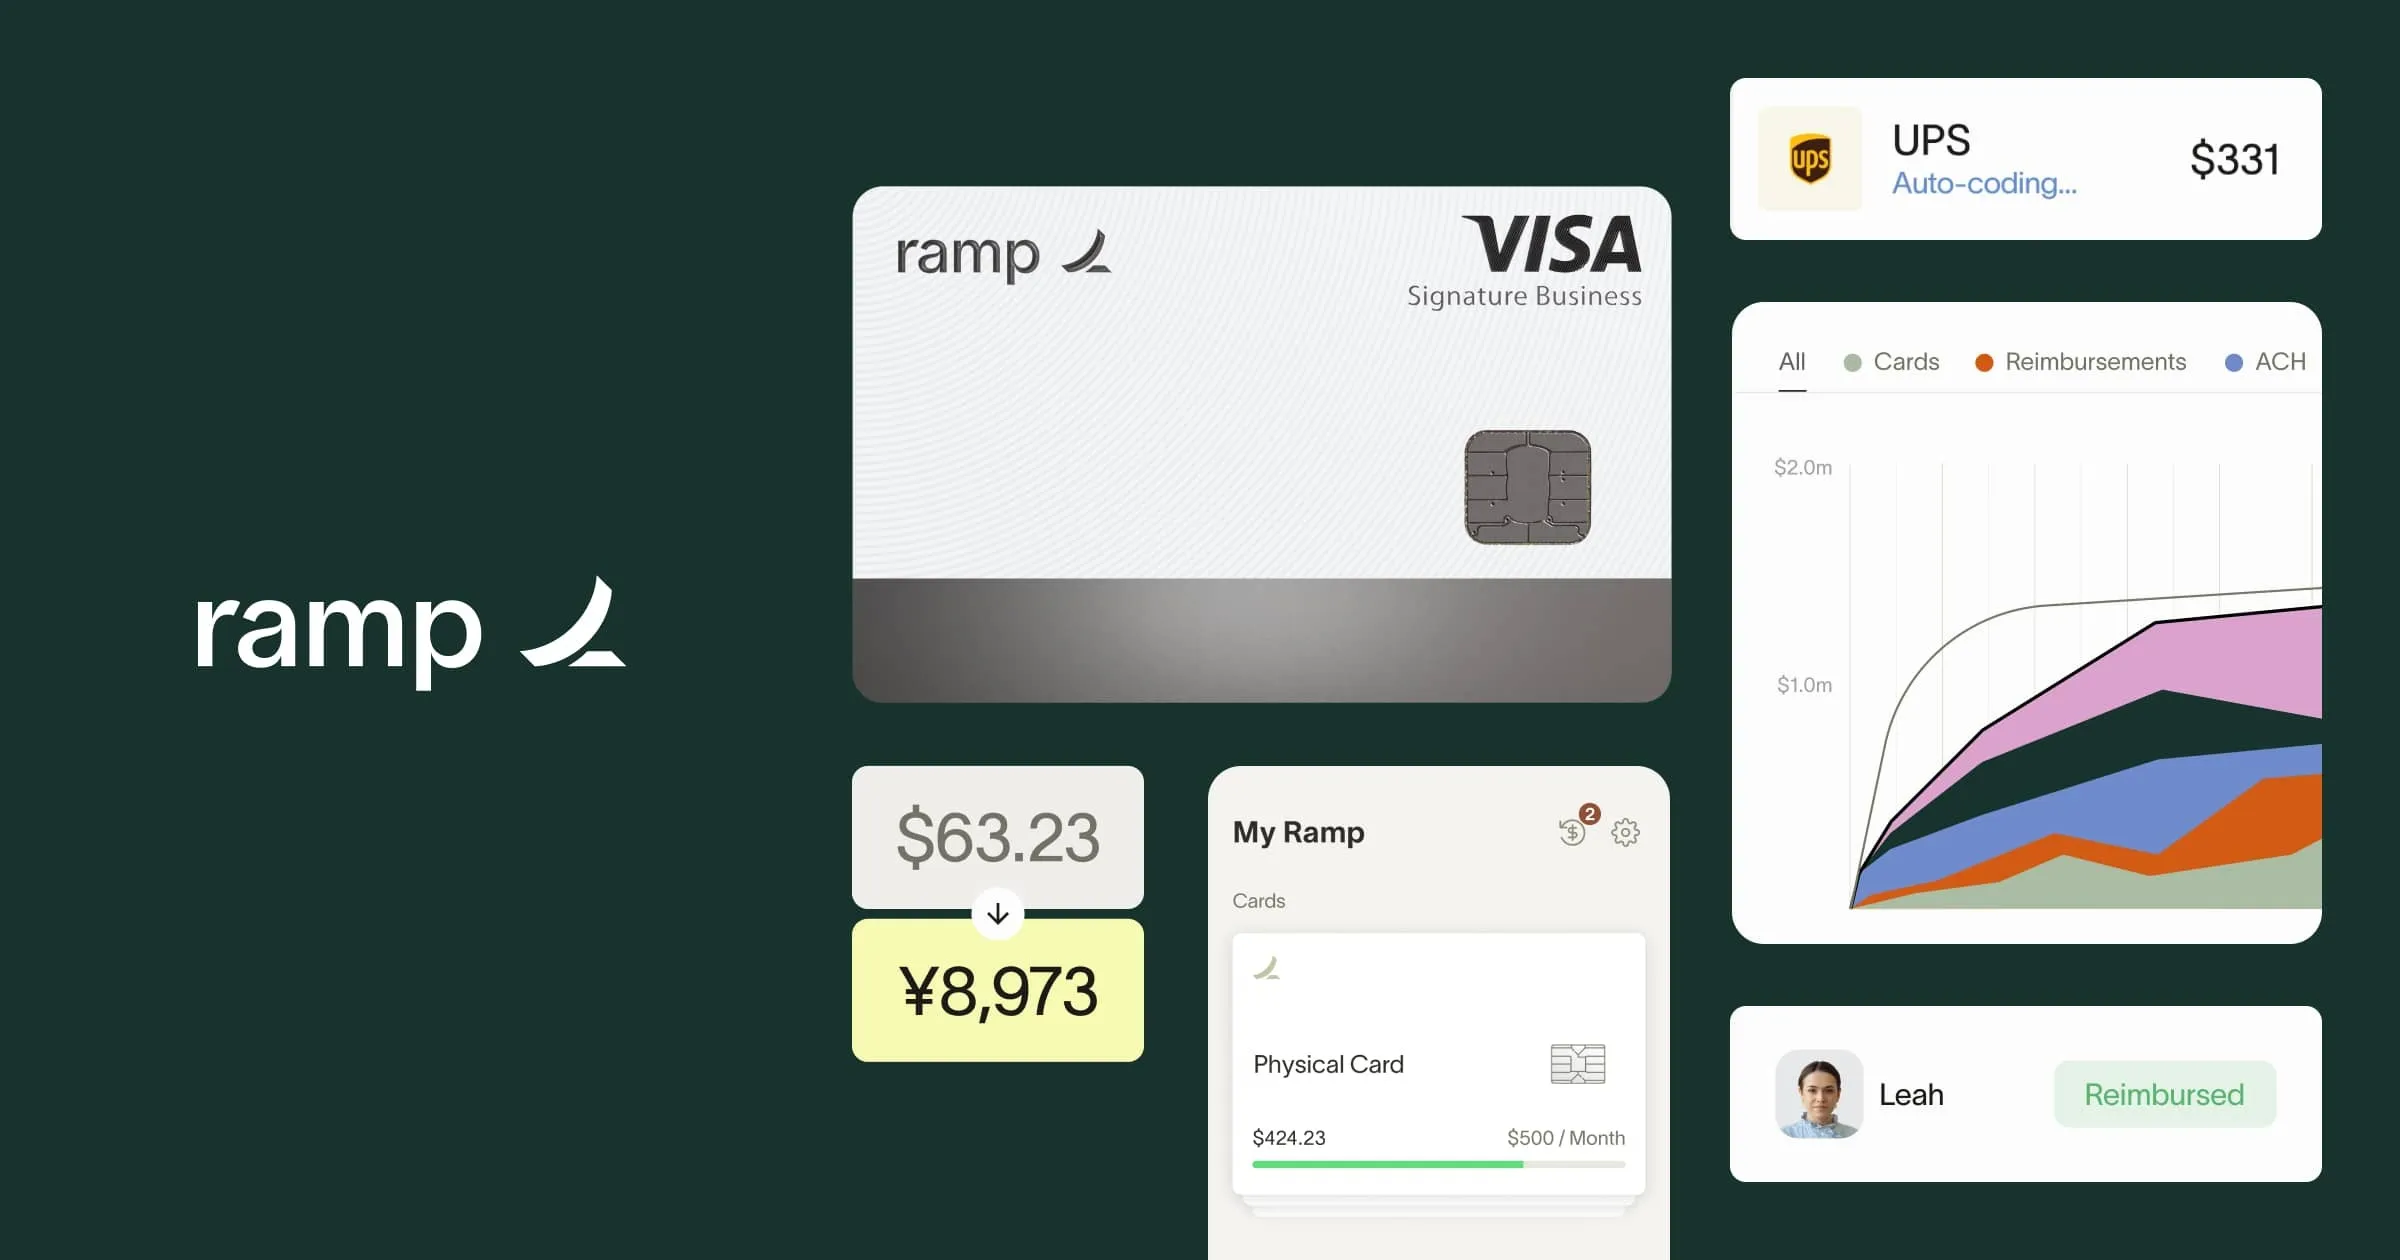 ramp
ramp
VISA
Signature Business
$63.23
¥8,973
My Ramp
2
Cards
Physical Card
$424.23
$500 / Month
ups
UPS
Auto-coding...
$331
All
Cards
Reimbursements
ACH
$2.0m
$1.0m
Leah
Reimbursed